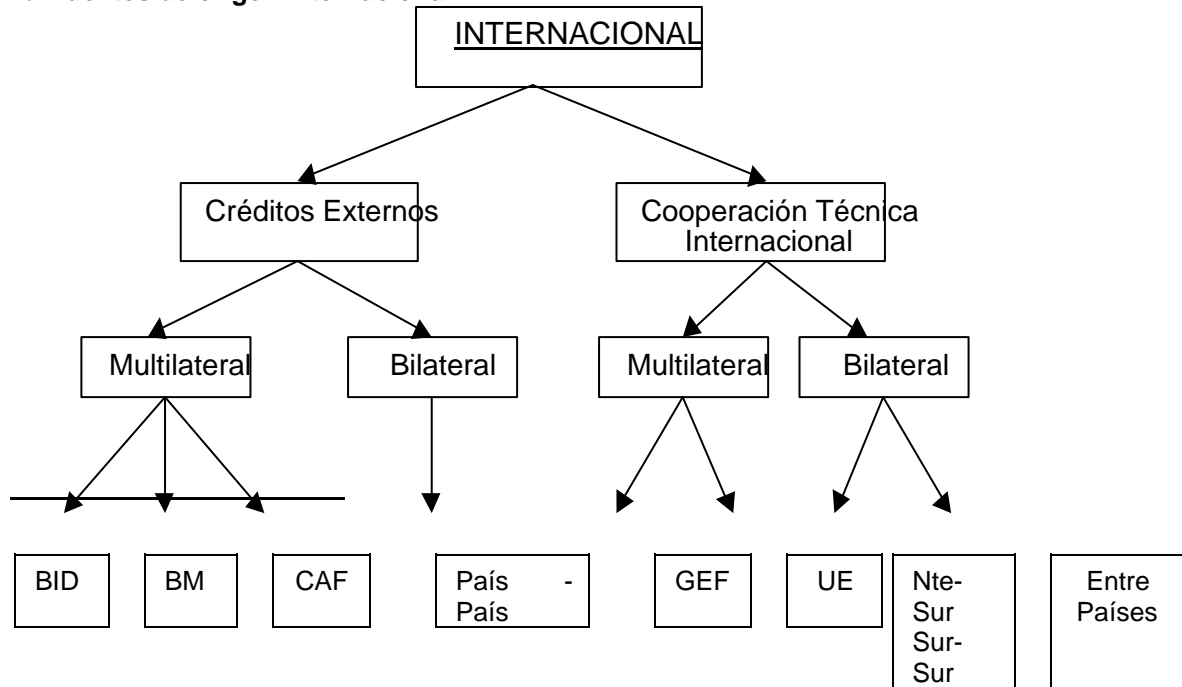 INTERNACIONAL
Créditos Externos
Cooperación Técnica
Internacional
Multilateral
Bilateral
Multilateral
Bilateral
BID
BM
CAF
País -
País
GEF
UE
Nte-
Sur
Sur-
Sur
Entre
Países